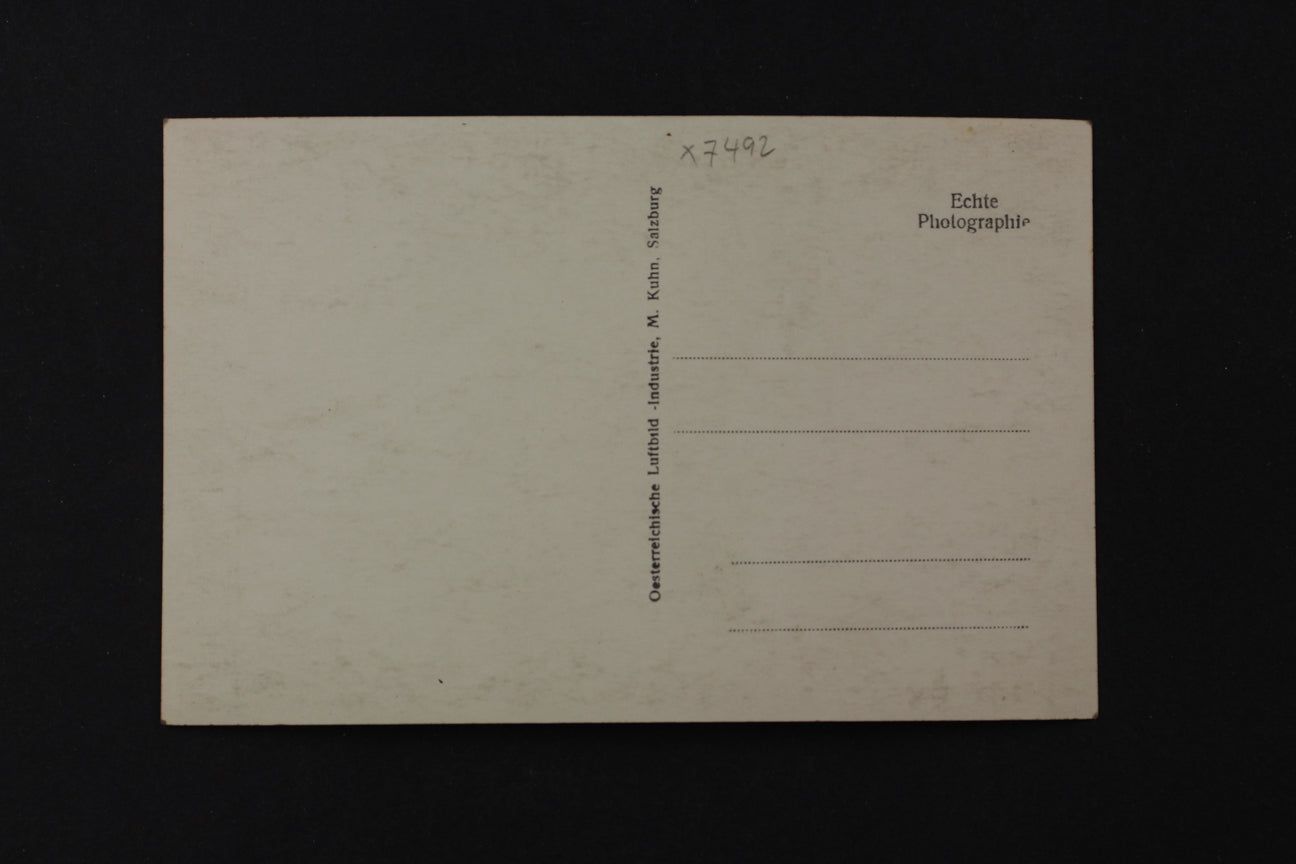 x7492
Echte
Photographie
Oesterreichische Luftbild -Industrie, M. Kuhn, Salzburg